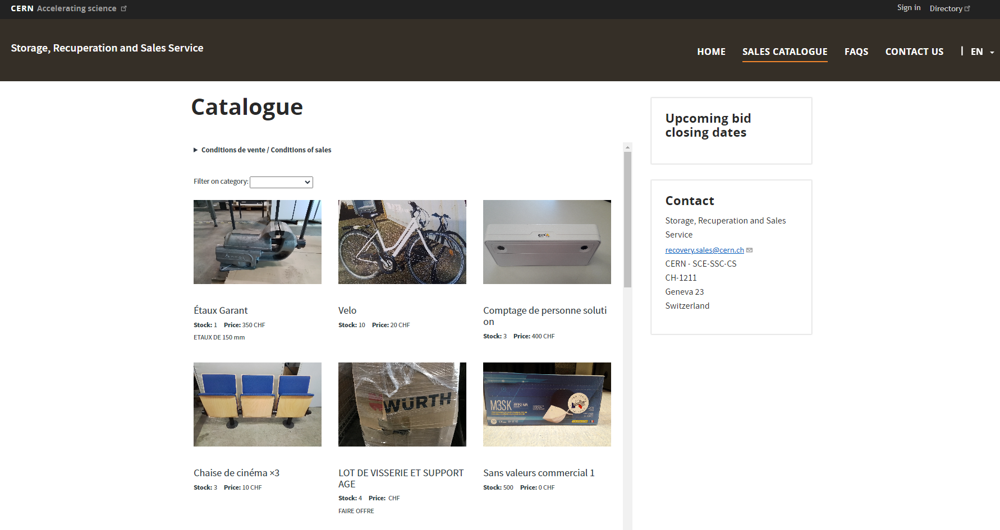 CERN Accelerating science
Sign in Directory
Storage, Recuperation and Sales Service
HOME SALES CATALOGUE FAQS CONTACT US | EN
Catalogue
Conditions de vente / Conditions of sales
Filter on category:
Étaux Garant
Stock: 1 Price: 350 CHF
ETAUX DE 150 mm
Velo
Stock: 10 Price: 20 CHF
AXIS
Comptage de personne soluti
on
Stock: 3 Price: 400 CHF
Chaise de cinéma ×3
Stock: 3 Price: 10 CHF
WÜRTH
LOT DE VISSERIE ET SUPPORT
AGE
Stock: 4 Price: CHF
FAIRE OFFRE
M3SK FFP2 NR
Sans valeurs commercial 1
Stock: 500 Price: 0 CHF
Upcoming bid
closing dates
Contact
Storage, Recuperation and Sales
Service
recovery.sales@cern.ch
CERN - SCE-SSC-CS
CH-1211
Geneva 23
Switzerland